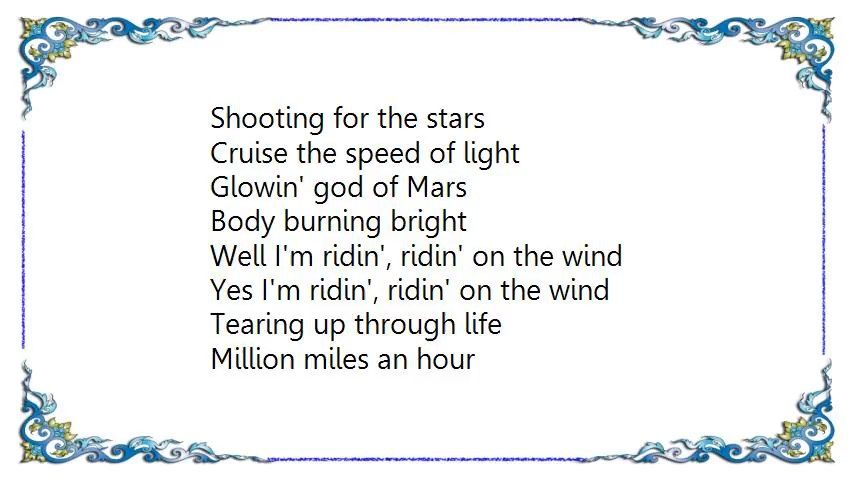 Shooting for the stars
Cruise the speed of light
Glowin' god of Mars
Body burning bright
Well I'm ridin', ridin' on the wind
Yes I'm ridin', ridin' on the wind
Tearing up through life
Million miles an hour